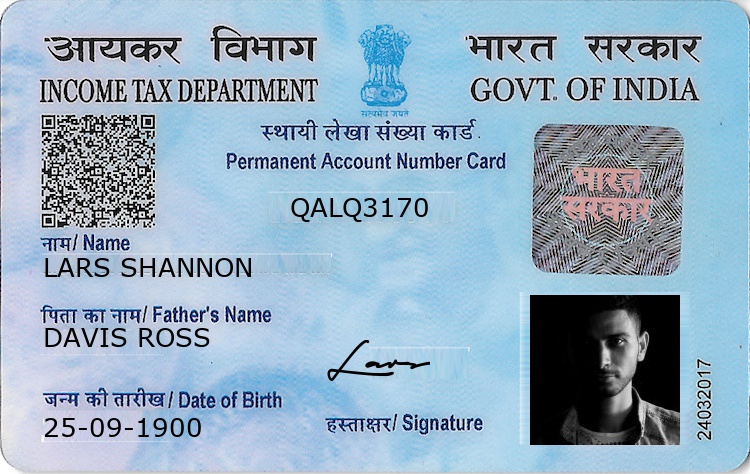 आयकर विभाग
INCOME TAX DEPARTMENT
भारत सरकार
GOVT. OF INDIA
सत्यमेव जयते
स्थायी लेखा संख्या कार्ड
Permanent Account Number Card
QALQ3170
भारत
सरकार
नाम/ Name
LARS SHANNON
पिता का नाम/ Father's Name
DAVIS ROSS
Lars
जन्म की तारीख/ Date of Birth
25-09-1900
हस्ताक्षर/ Signature
24032017